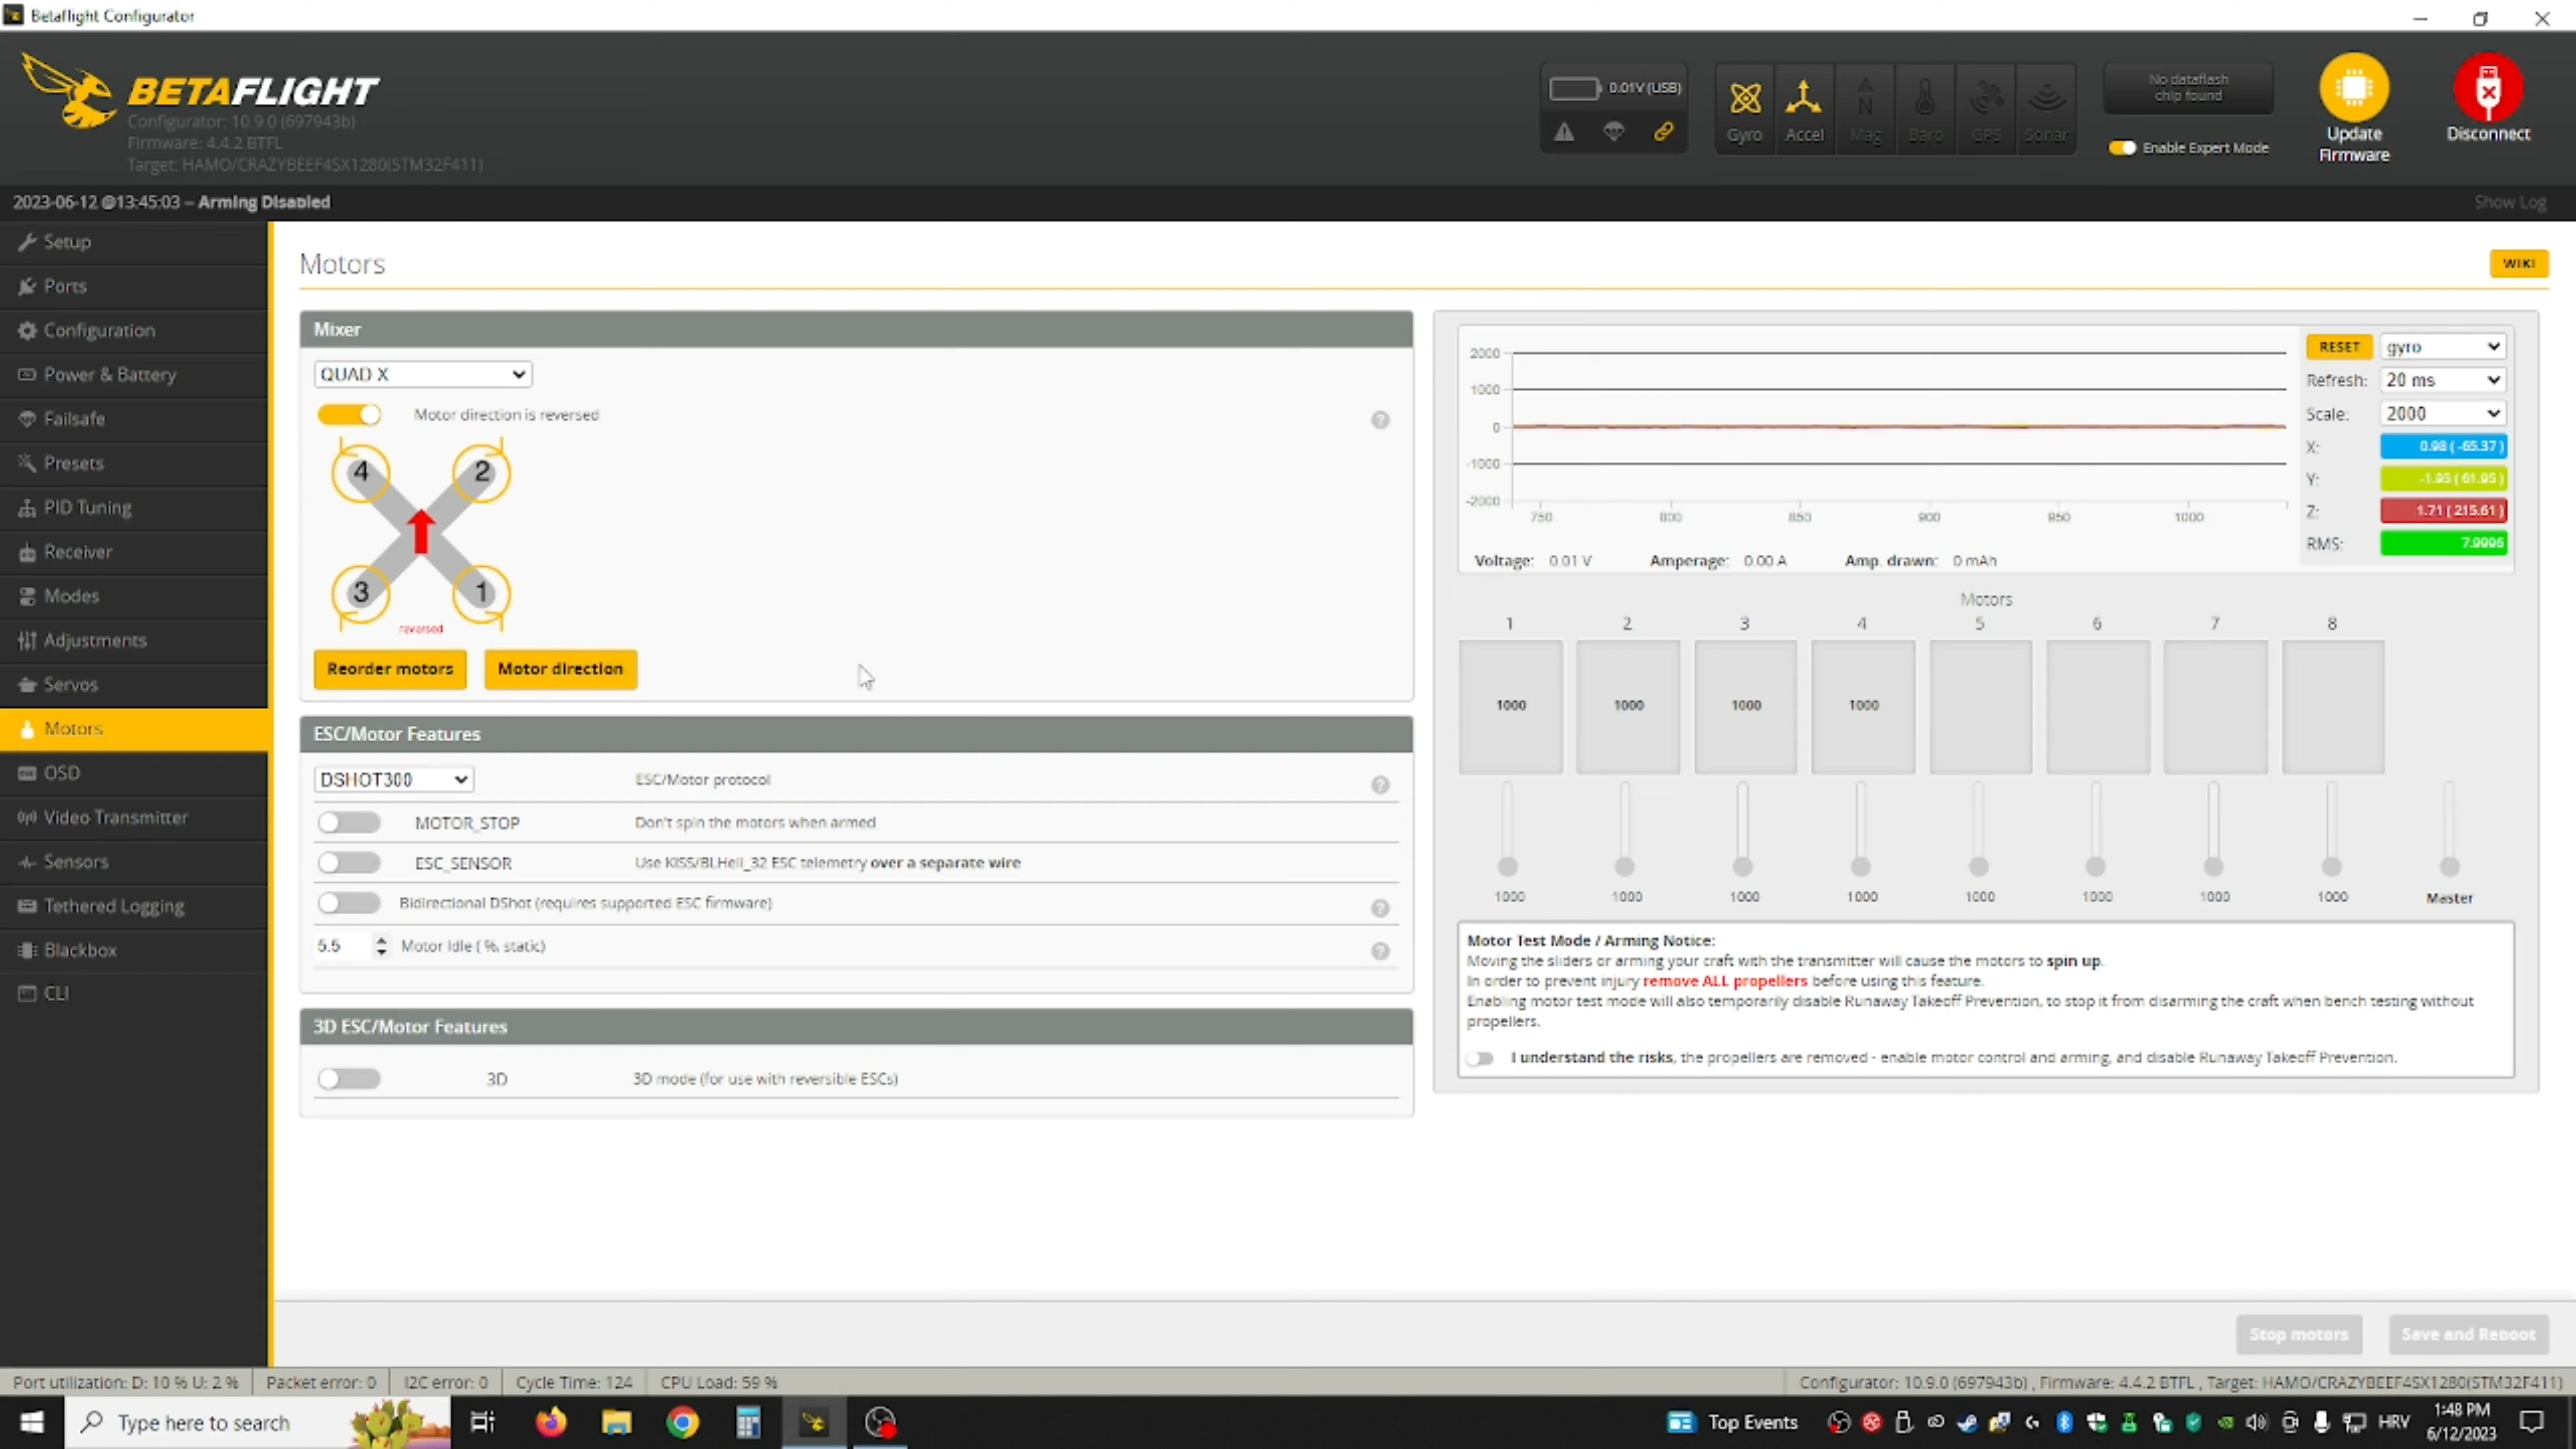 Betaflight Configurator
BETAFLIGHT
Configurator: 10.9.0 (697943b)
Firmware: 4.4.2 BTFL
Target: HAMO/CRAZYBEEF4SX1280(STM32F411)
0.01V (USB)
Gyro
Accel
Mag
Baro
GPS
Sonar
No dataflash
chip found
Enable Expert Mode
Update
Firmware
Disconnect
2023-06-12 @13:45:03 – Arming Disabled
Show Log
Setup
Ports
Configuration
Power & Battery
Failsafe
Presets
PID Tuning
Receiver
Modes
Adjustments
Servos
Motors
OSD
Video Transmitter
Sensors
Tethered Logging
Blackbox
CLI
Motors
WIKI
Mixer
QUAD X
Motor direction is reversed
4 2
3 1
reversed
Reorder motors
Motor direction
ESC/Motor Features
DSHOT300 ESC/Motor protocol
MOTOR_STOP Don't spin the motors when armed
ESC_SENSOR Use KISS/BLHeli_32 ESC telemetry over a separate wire
Bidirectional DShot (requires supported ESC firmware)
5.5 Motor Idle ( %, static)
3D ESC/Motor Features
3D 3D mode (for use with reversible ESCs)
2000
1000
0
-1000
-2000
750 800 850 900 950 1000
RESET gyro
Refresh: 20 ms
Scale: 2000
X: 0.98 ( -65.37 )
Y: -1.95 ( 61.95 )
Z: 1.71 ( 215.61 )
RMS: 7.9996
Voltage: 0.01 V Amperage: 0.00 A Amp. drawn: 0 mAh
Motors
1 2 3 4 5 6 7 8
1000 1000 1000 1000
1000 1000 1000 1000 1000 1000 1000 1000 Master
Motor Test Mode / Arming Notice:
Moving the sliders or arming your craft with the transmitter will cause the motors to spin up.
In order to prevent injury remove ALL propellers before using this feature.
Enabling motor test mode will also temporarily disable Runaway Takeoff Prevention, to stop it from disarming the craft when bench testing without
propellers.
I understand the risks, the propellers are removed - enable motor control and arming, and disable Runaway Takeoff Prevention.
Stop motors
Save and Reboot
Port utilization: D: 10 % U: 2 % Packet error: 0 I2C error: 0 Cycle Time: 124 CPU Load: 59 %
Configurator: 10.9.0 (697943b) , Firmware: 4.4.2 BTFL , Target: HAMO/CRAZYBEEF4SX1280(STM32F411)
Type here to search
Top Events
HRV
1:48 PM
6/12/2023